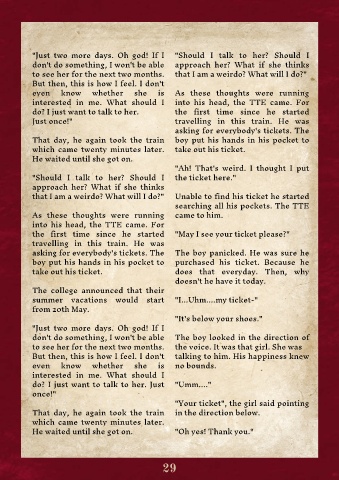 "Just two more days. Oh god! If I
don't do something, I won't be able
to see her for the next two months.
But then, this is how I feel. I don't
even know whether she is
interested in me. What should I
do? I just want to talk to her.
Just once!"
That day, he again took the train
which came twenty minutes later.
He waited until she got on.
"Should I talk to her? Should I
approach her? What if she thinks
that I am a weirdo? What will I do?"
As these thoughts were running
into his head, the TTE came. For
the first time since he started
travelling in this train. He was
asking for everybody's tickets. The
boy put his hands in his pocket to
take out his ticket.
The college announced that their
summer vacations would start
from 20th May.
"Just two more days. Oh god! If I
don't do something, I won't be able
to see her for the next two months.
But then, this is how I feel. I don't
even know whether she is
interested in me. What should I
do? I just want to talk to her. Just
once!"
That day, he again took the train
which came twenty minutes later.
He waited until she got on.
"Should I talk to her? Should I
approach her? What if she thinks
that I am a weirdo? What will I do?"
As these thoughts were running
into his head, the TTE came. For
the first time since he started
travelling in this train. He was
asking for everybody's tickets. The
boy put his hands in his pocket to
take out his ticket.
"Ah! That's weird. I thought I put
the ticket here."
Unable to find his ticket he started
searching all his pockets. The TTE
came to him.
"May I see your ticket please?"
The boy panicked. He was sure he
purchased his ticket. Because he
does that everyday. Then, why
doesn't he have it today.
"I...Uhm....my ticket-"
"It's below your shoes."
The boy looked in the direction of
the voice. It was that girl. She was
talking to him. His happiness knew
no bounds.
"Umm...."
"Your ticket", the girl said pointing
in the direction below.
"Oh yes! Thank you."
29